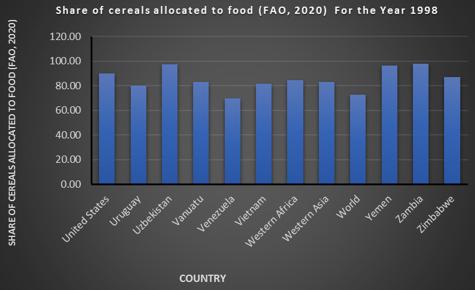 Share of cereals allocated to food (FAO, 2020) For the Year 1998
SHARE OF CEREALS ALLOCATED TO FOOD (FAO, 2020)
120.00
100.00
80.00
60.00
40.00
20.00
0.00
United States
Uruguay
Uzbekistan
Vanuatu
Venezuela
Vietnam
Western Africa
Western Asia
World
Yemen
Zambia
Zimbabwe
COUNTRY